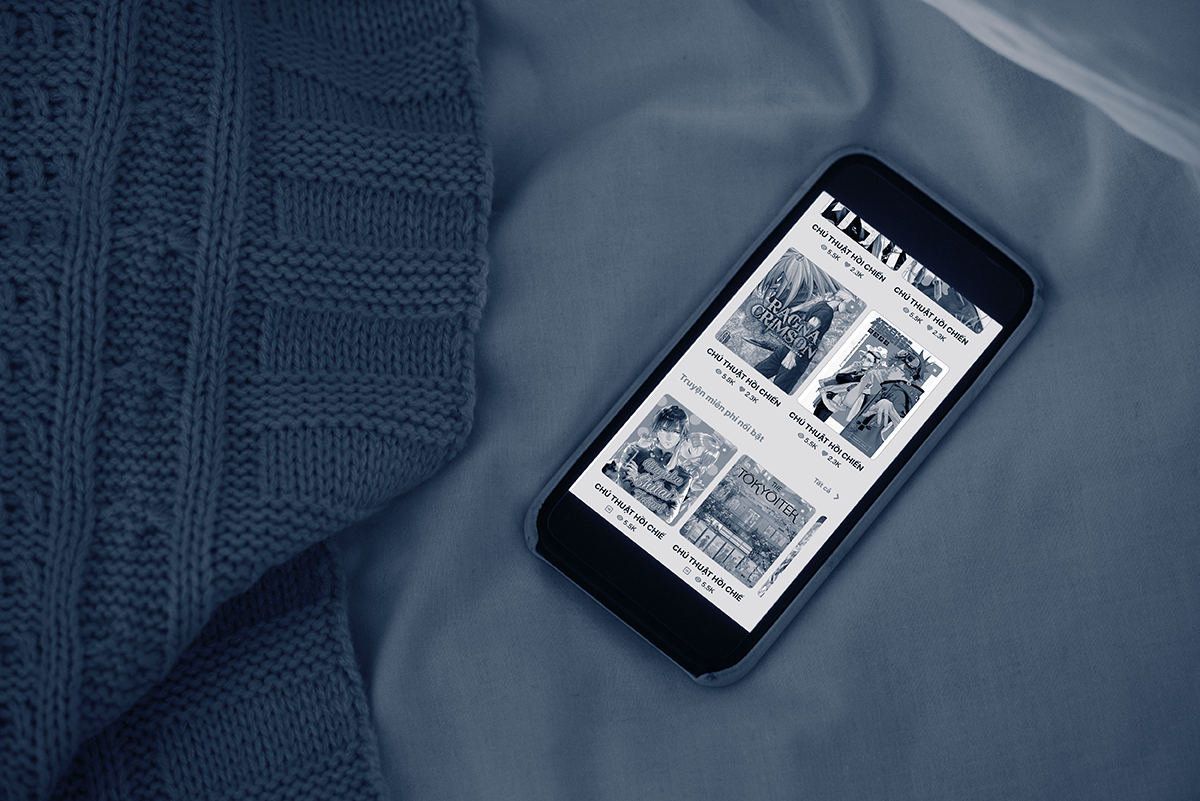 CHÚ THUẬT HỒI CHIẾN
5.5K 2.3K
CHÚ THUẬT HỒI CHIẾN
5.5K 2.3K
RAGNA
CRIMSON
CHÚ THUẬT HỒI CHIẾN
5.5K 2.3K
CHÚ THUẬT HỒI CHIẾN
5.5K 2.3K
Truyện miễn phí nổi bật
Tất cả
CHÚ THUẬT HỒI CHIẾ
5.5K
THE
TOKYOITER
CHÚ THUẬT HỒI CHIẾ
5.5K